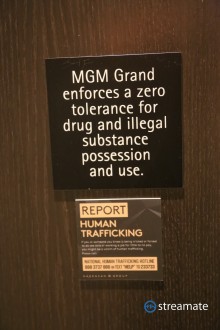 MGM Grand
enforces a zero
tolerance for
drug and illegal
substance
possession
and use.
REPORT
HUMAN
TRAFFICKING
NATIONAL HUMAN TRAFFICKING HOTLINE
streamate